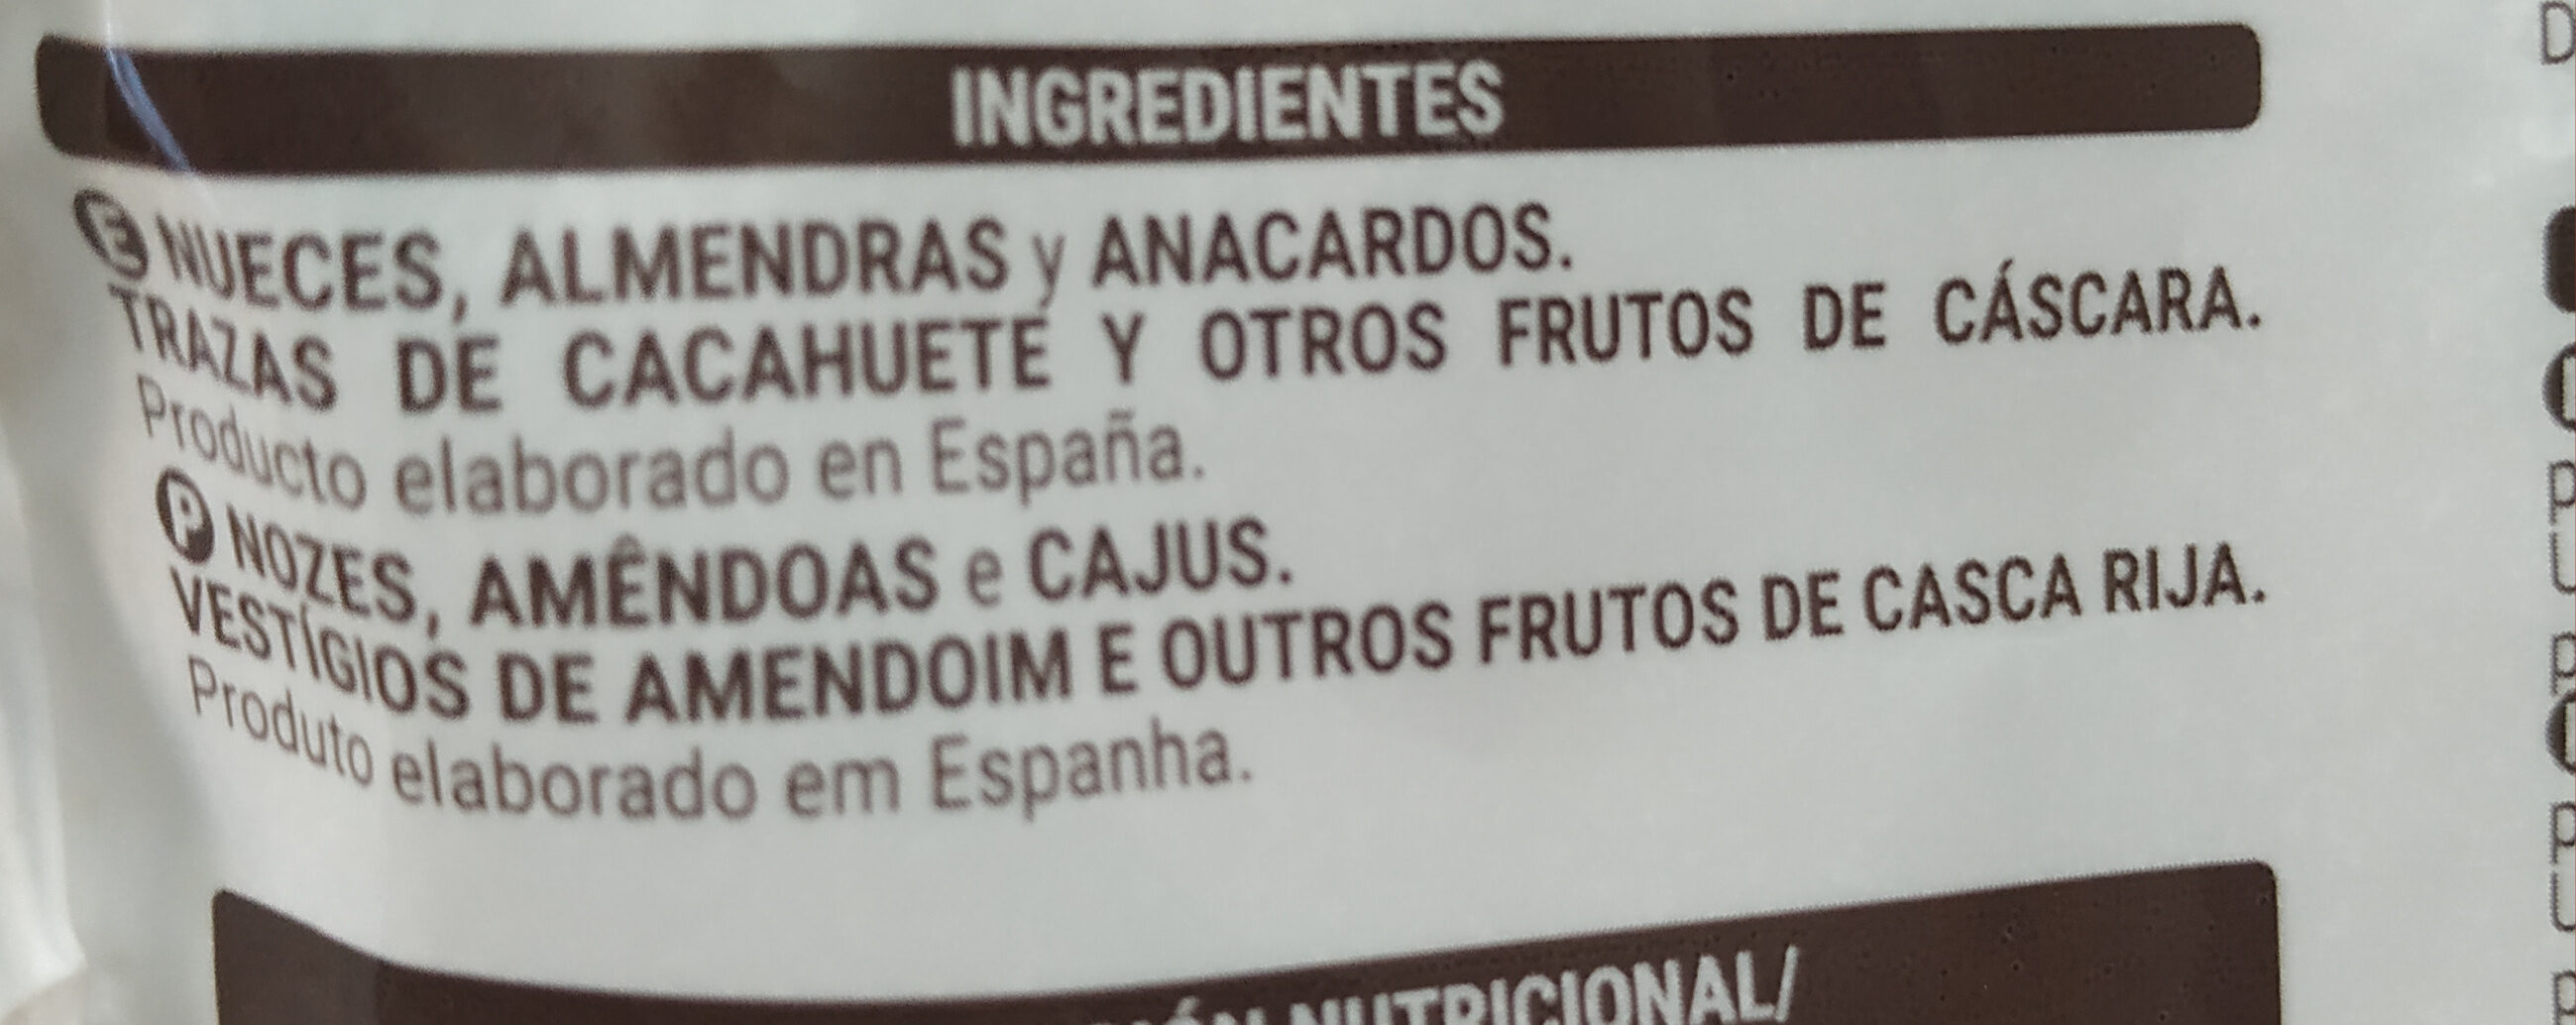 INGREDIENTES
E NUECES, ALMENDRAS y ANACARDOS.
TRAZAS DE CACAHUETE Y OTROS FRUTOS DE CÁSCARA.
Producto elaborado en España.
P NOZES, AMÊNDOAS e CAJUS.
VESTÍGIOS DE AMENDOIM E OUTROS FRUTOS DE CASCA RIJA.
Produto elaborado em Espanha.
NUTRICIONAL/